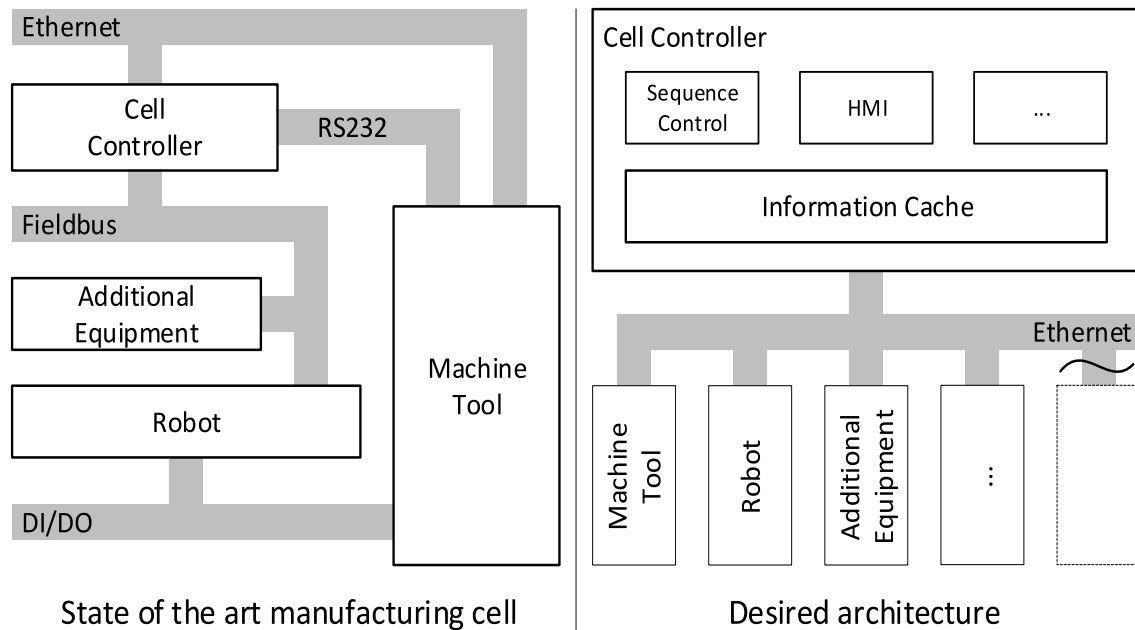 Ethernet
Cell
Controller
RS232
Fieldbus
Additional
Equipment
Robot
Machine
Tool
DI/DO
State of the art manufacturing cell
Cell Controller
Sequence
Control
HMI
...
Information Cache
Ethernet
Machine
Tool
Robot
Additional
Equipment
...
Desired architecture